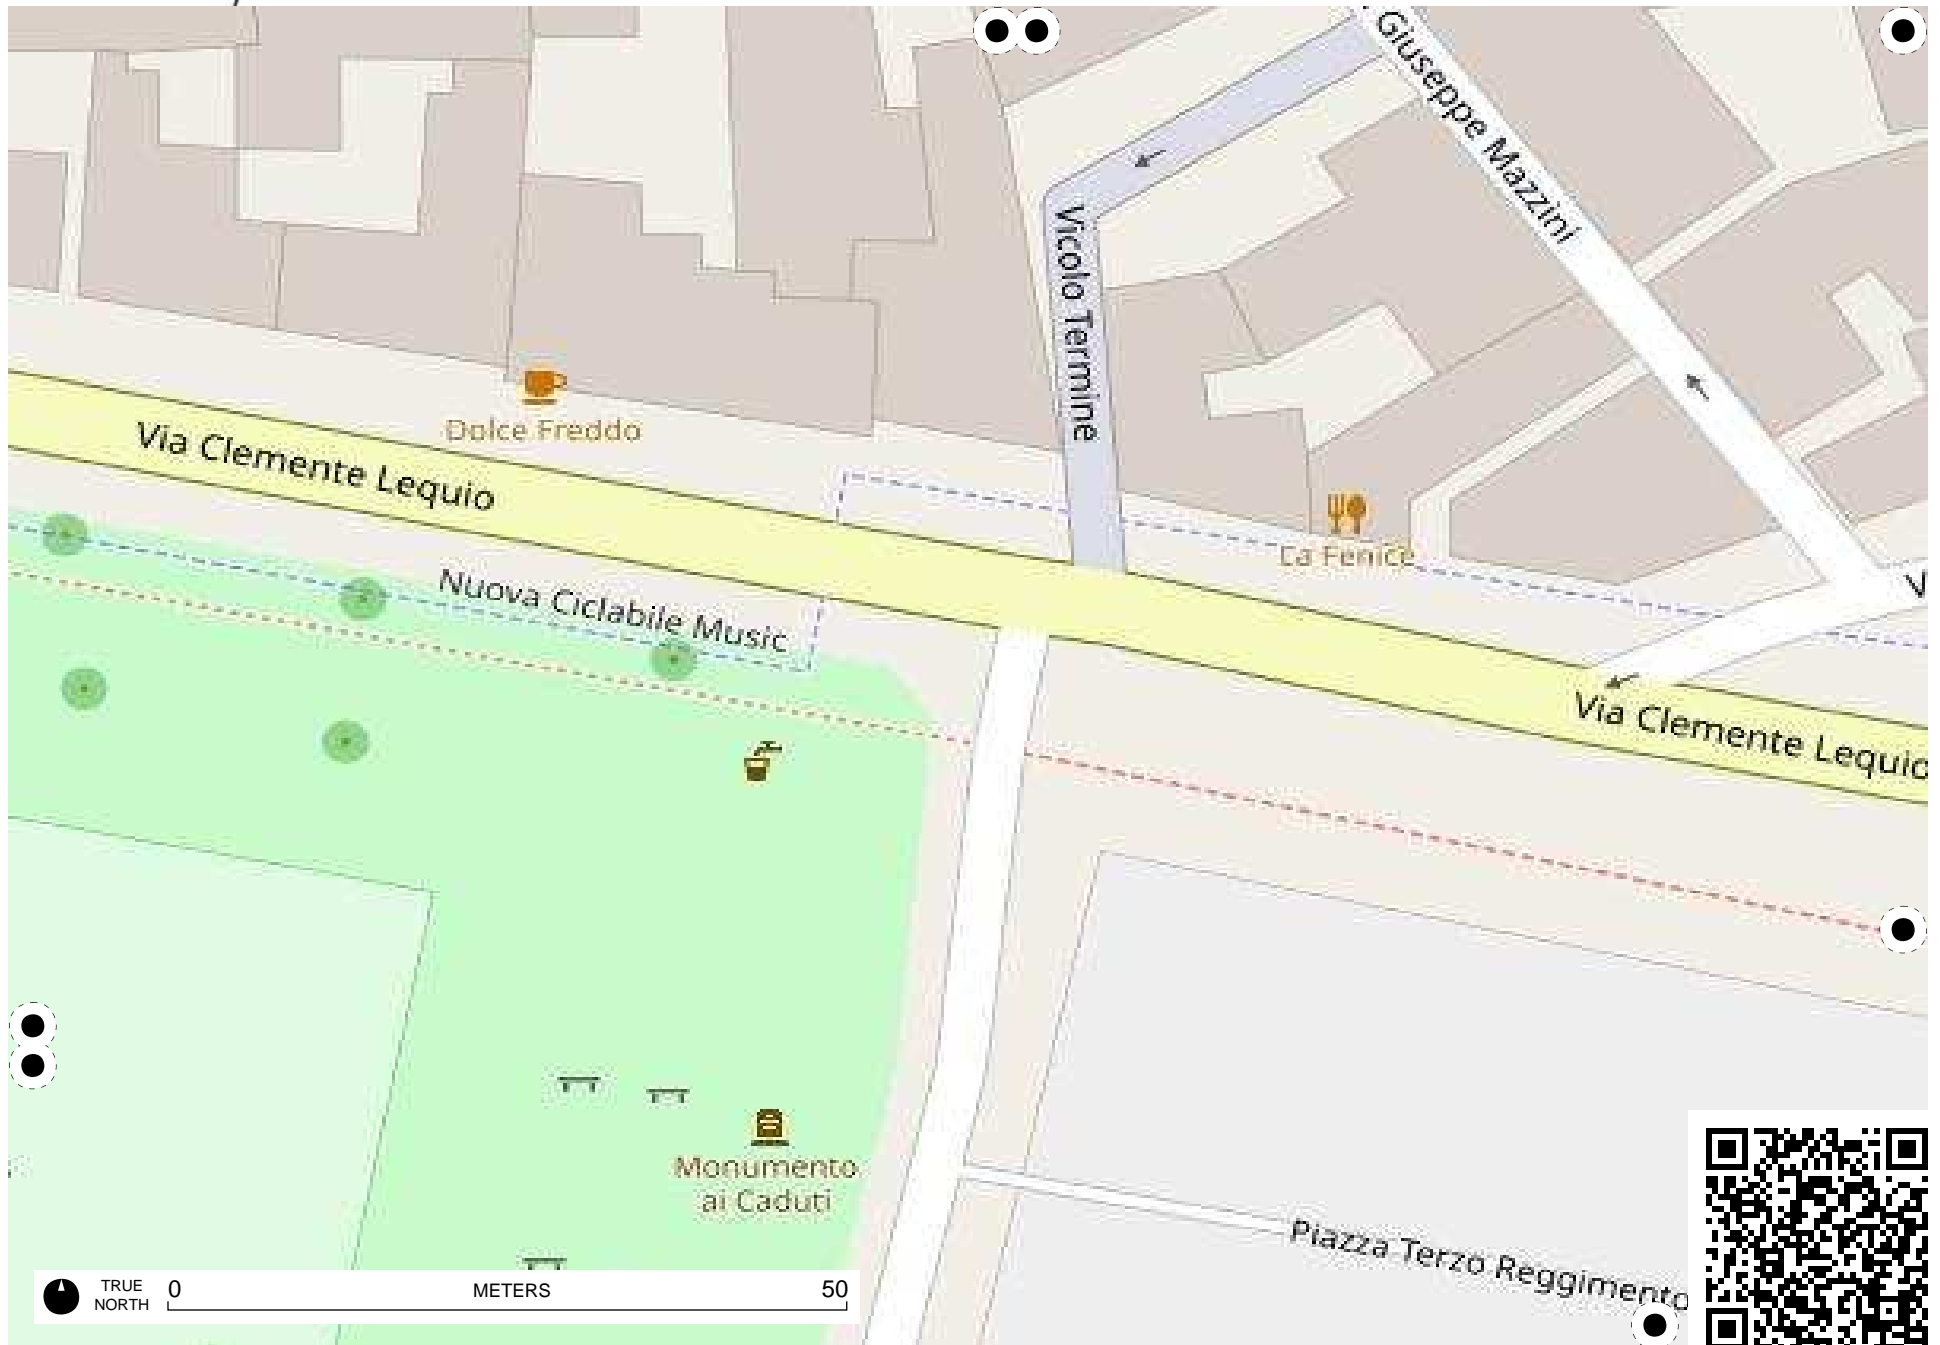 Giuseppe Mazzini
Vicolo Termine
Dolce Freddo
Via Clemente Lequio
La Fenice
V
Nuova Ciclabile Music
Via Clemente Lequio
Monumento
ai Caduti
Piazza Terzo Reggimento
TRUE
NORTH
0 METERS 50